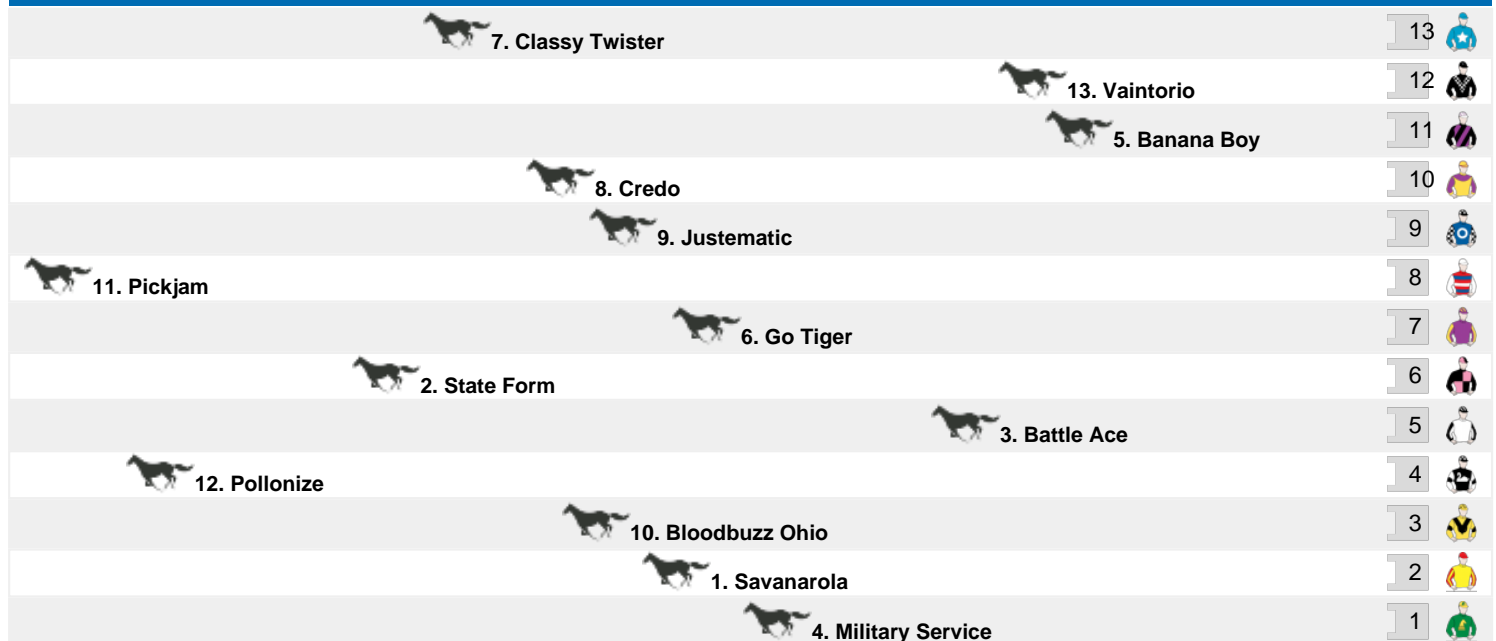 7. Classy Twister 13
13. Vaintorio 12
5. Banana Boy 11
8. Credo 10
9. Justematic 9
11. Pickjam 8
6. Go Tiger 7
2. State Form 6
3. Battle Ace 5
12. Pollonize 4
10. Bloodbuzz Ohio 3
1. Savanarola 2
4. Military Service 1